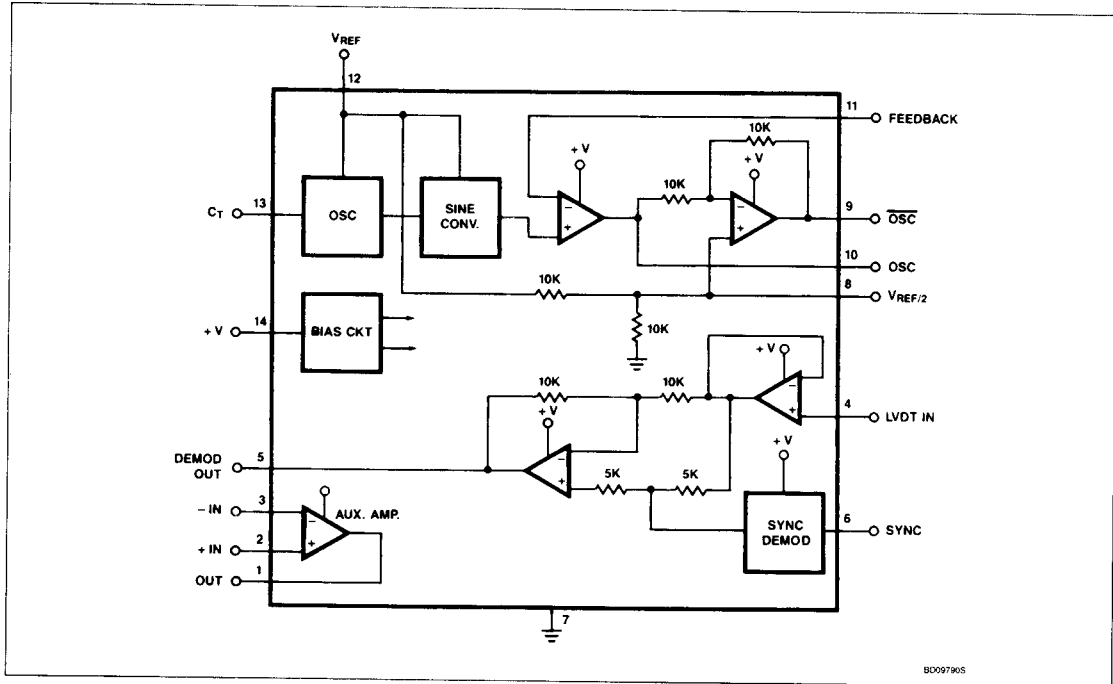 VREF
12
11
FEEDBACK
10K
+ V
+ V
10K
CT
13
OSC
SINE
CONV.
−
+
−
+
9
OSC
10
OSC
10K
8
VREF/2
10K
+ V
14
BIAS CKT
+ V
10K
10K
−
+
4
LVDT IN
+ V
DEMOD
OUT
5
−
+
5K
5K
+ V
SYNC
DEMOD
6
SYNC
− IN
3
AUX. AMP.
−
+
+ IN
2
OUT
1
7
BD09790S